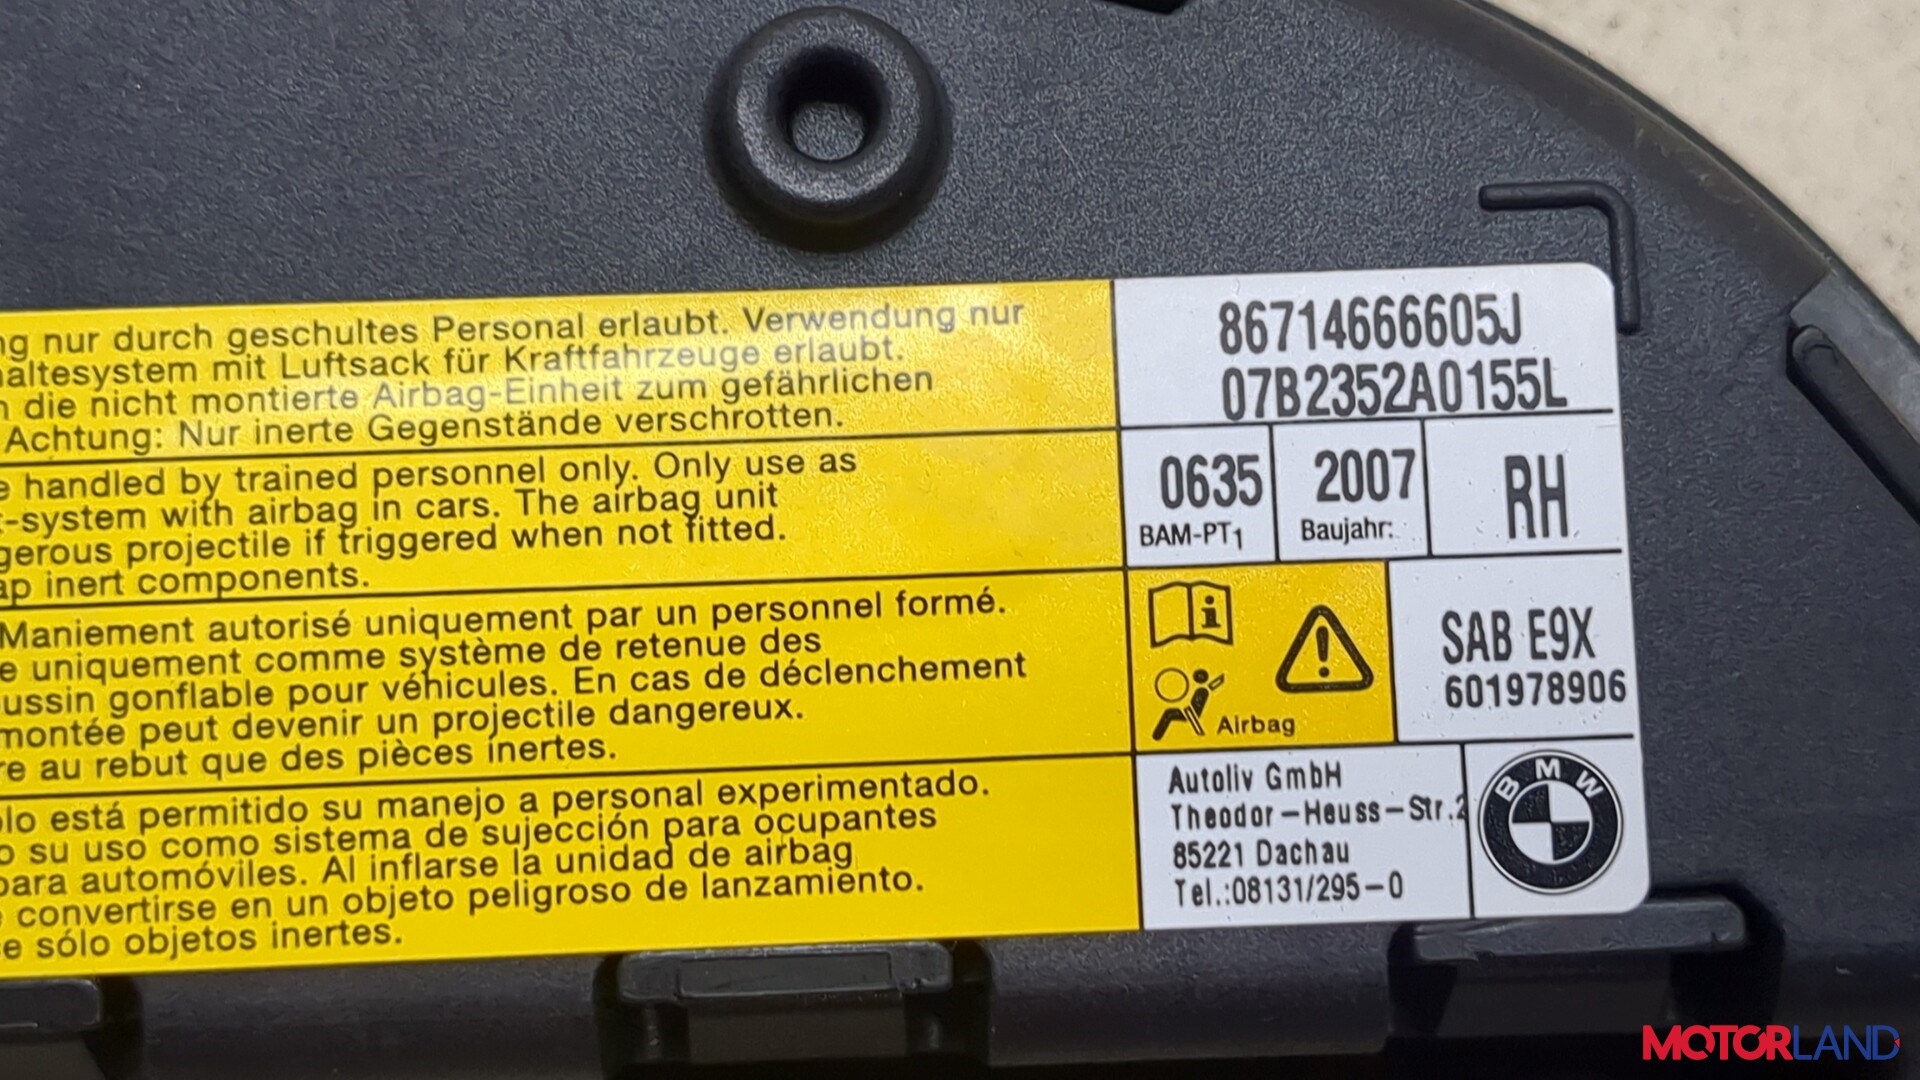 ng nur durch geschultes Personal erlaubt. Verwendung nur
altesystem mit Luftsack für Kraftfahrzeuge erlaubt.
die nicht montierte Airbag-Einheit zum gefährlichen
Achtung: Nur inerte Gegenstände verschrotten.
e handled by trained personnel only. Only use as
-system with airbag in cars. The airbag unit
gerous projectile if triggered when not fitted.
ap inert components.
Maniement autorisé uniquement par un personnel formé.
e uniquement comme système de retenue des
ussin gonflable pour véhicules. En cas de déclenchement
montée peut devenir un projectile dangereux.
re au rebut que des pièces inertes.
lo está permitido su manejo a personal experimentado.
o su uso como sistema de sujección para ocupantes
para automóviles. Al inflarse la unidad de airbag
convertirse en un objeto peligroso de lanzamiento.
e sólo objetos inertes.
86714666605J
07B2352A0155L
0635
BAM-PT1
2007
Baujahr:
RH
Airbag
SAB E9X
601978906
Autoliv GmbH
Theodor-Heuss-Str.2
85221 Dachau
Tel.:08131/295-0
BMW
MOTORLAND